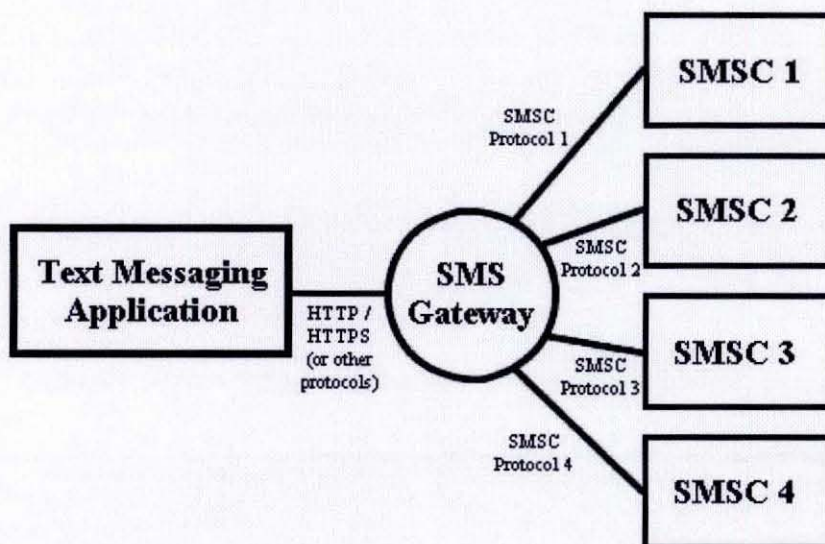 Text Messaging
Application
HTTP /
HTTPS
(or other
protocols)
SMS
Gateway
SMSC
Protocol 1
SMSC
Protocol 2
SMSC
Protocol 3
SMSC
Protocol 4
SMSC 1
SMSC 2
SMSC 3
SMSC 4